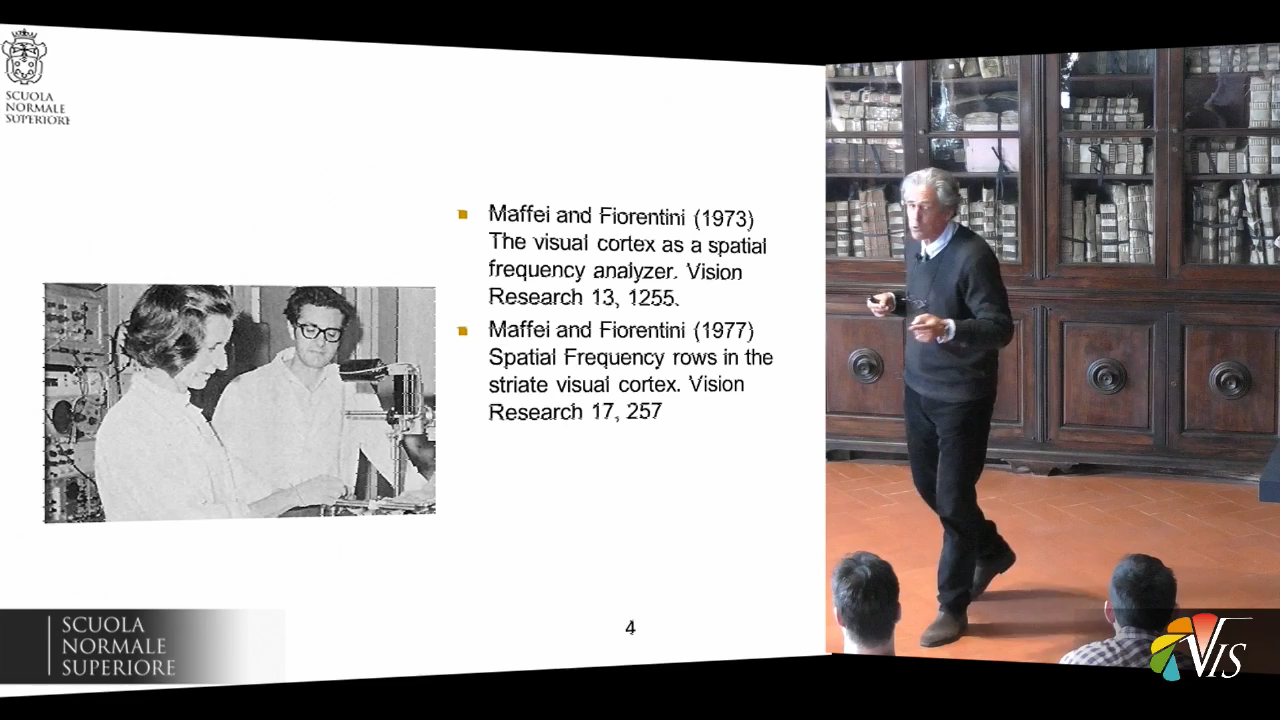 SCUOLA
NORMALE
SUPERIORE
Maffei and Fiorentini (1973)
The visual cortex as a spatial
frequency analyzer. Vision
Research 13, 1255.
Maffei and Fiorentini (1977)
Spatial Frequency rows in the
striate visual cortex. Vision
Research 17, 257
4
SCUOLA
NORMALE
SUPERIORE
VIS